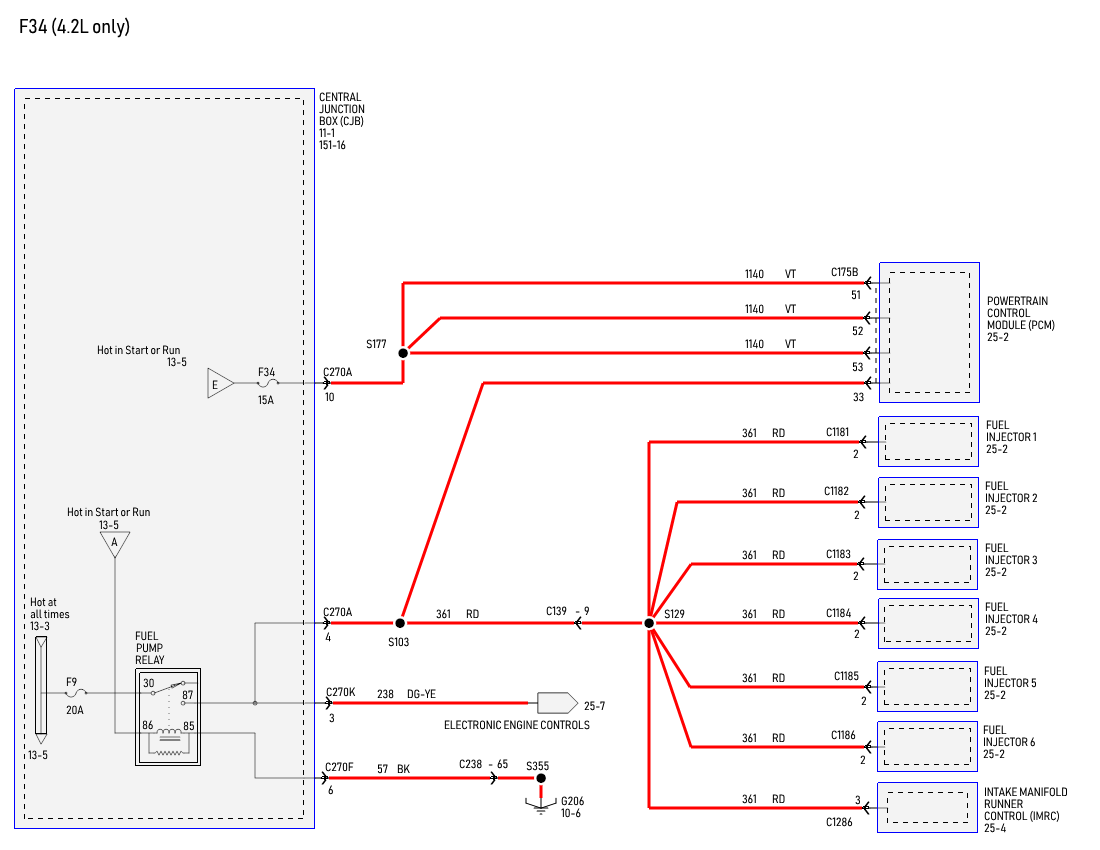 F34 (4.2L only)
CENTRAL
JUNCTION
BOX (CJB)
11-1
151-16
1140 VT C175B
51
1140 VT
52
1140 VT
53
33
POWERTRAIN
CONTROL
MODULE (PCM)
25-2
S177
Hot in Start or Run
13-5
E
F34
15A
C270A
10
361 RD C1181
2
FUEL
INJECTOR 1
25-2
361 RD C1182
2
FUEL
INJECTOR 2
25-2
361 RD C1183
2
FUEL
INJECTOR 3
25-2
Hot in Start or Run
13-5
A
Hot at
all times
13-3
C270A
4
S103
361 RD C139 - 9
S129
361 RD C1184
2
FUEL
INJECTOR 4
25-2
FUEL
PUMP
RELAY
30
87
86 85
F9
20A
13-5
361 RD C1185
2
FUEL
INJECTOR 5
25-2
C270K 238 DG-YE
3
25-7
ELECTRONIC ENGINE CONTROLS
361 RD C1186
2
FUEL
INJECTOR 6
25-2
C270F 57 BK C238 - 65 S355
6
G206
10-6
361 RD 3
C1286
INTAKE MANIFOLD
RUNNER
CONTROL (IMRC)
25-4